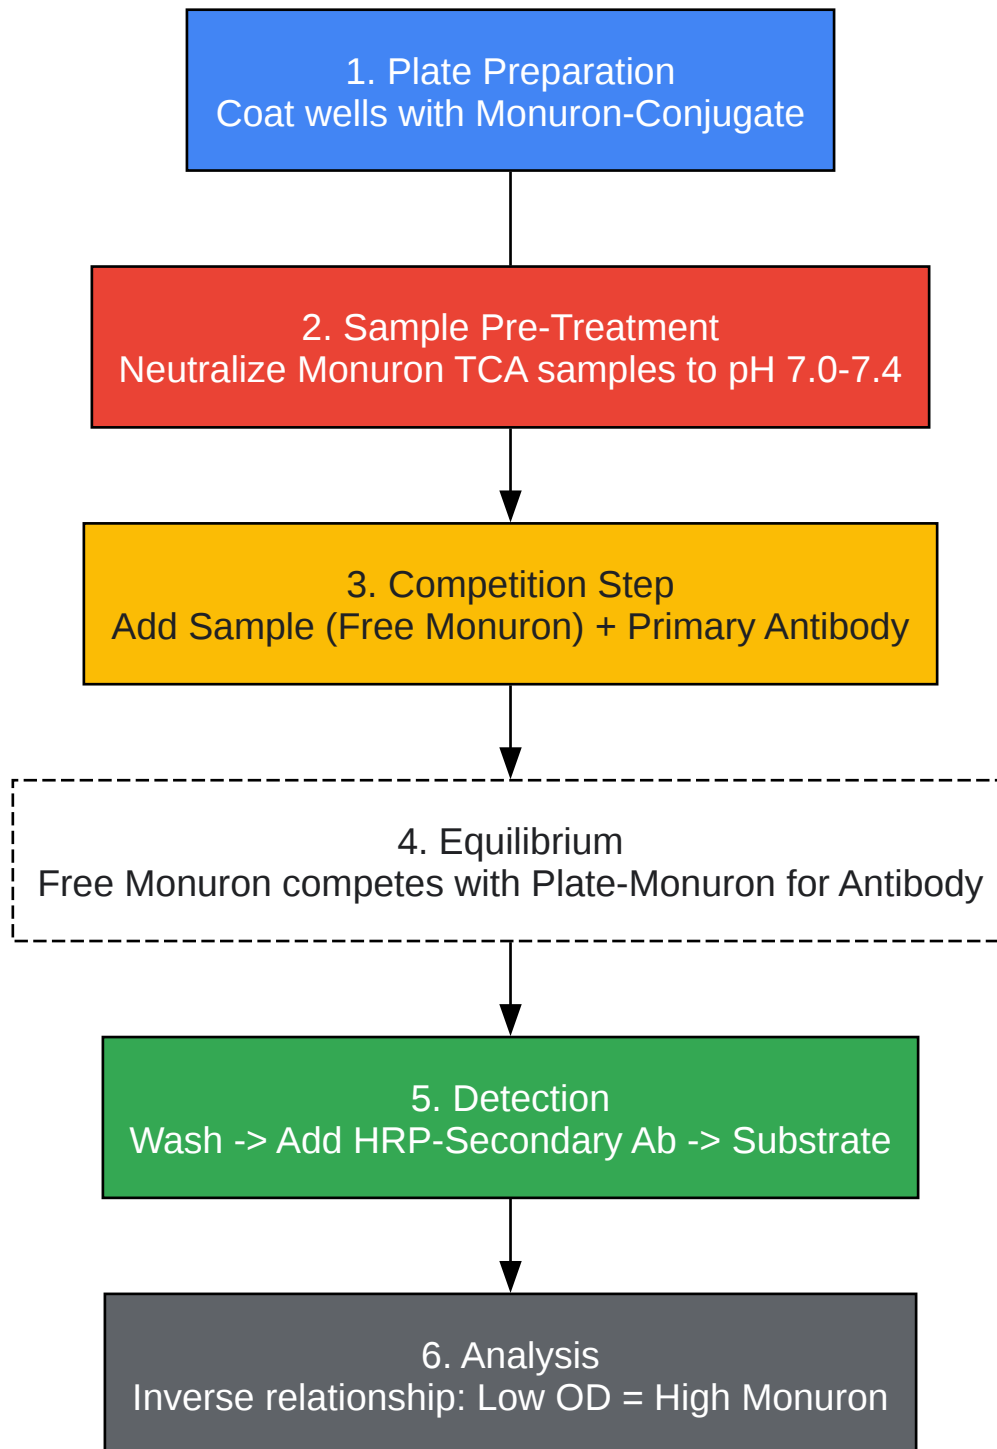 1. Plate Preparation
Coat wells with Monuron-Conjugate
2. Sample Pre-Treatment
Neutralize Monuron TCA samples to pH 7.0-7.4
3. Competition Step
Add Sample (Free Monuron) + Primary Antibody
4. Equilibrium
Free Monuron competes with Plate-Monuron for Antibody
5. Detection
Wash -> Add HRP-Secondary Ab -> Substrate
6. Analysis
Inverse relationship: Low OD = High Monuron